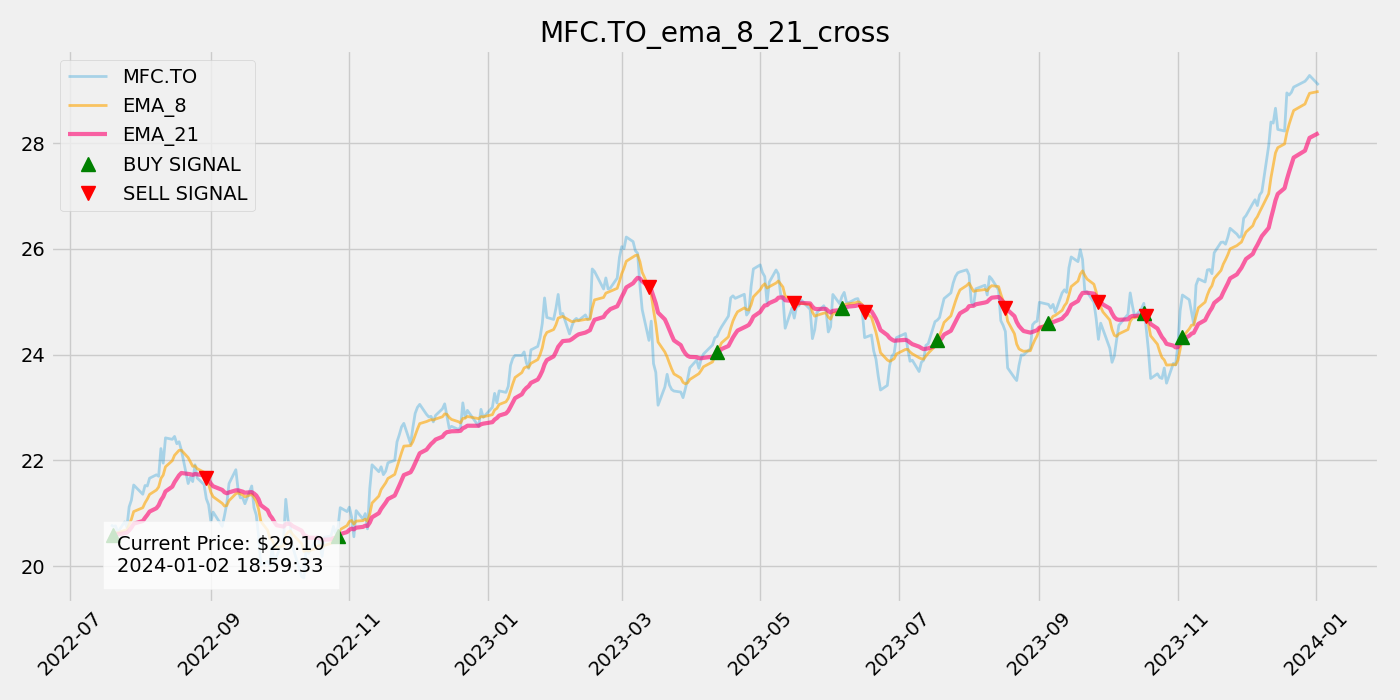 MFC.TO_ema_8_21_cross
MFC.TO
EMA_8
EMA_21
BUY SIGNAL
SELL SIGNAL
28
26
24
22
20
Current Price: $29.10
2024-01-02 18:59:33
2022-07
2022-09
2022-11
2023-01
2023-03
2023-05
2023-07
2023-09
2023-11
2024-01